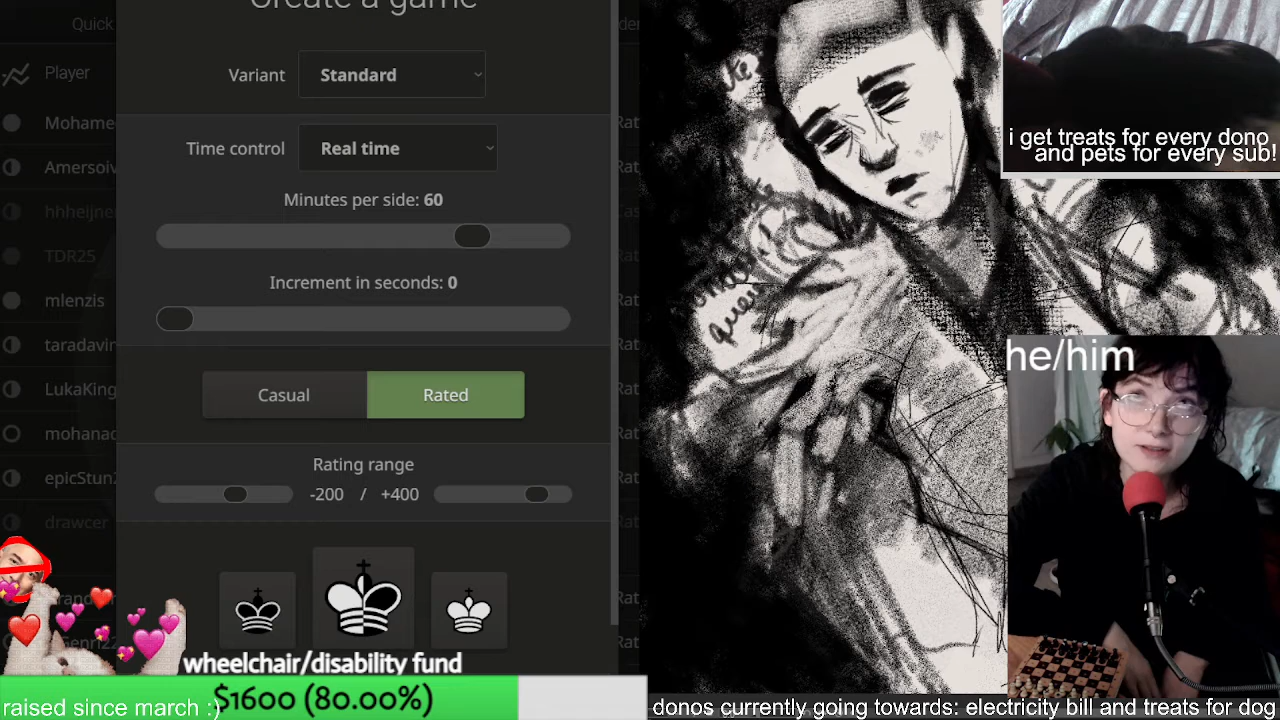 Create a game
Quick
Variant
Standard
Time control
Real time
Minutes per side: 60
Increment in seconds: 0
Casual
Rated
Rating range
-200 / +400
Player
Mohame
Amersoiv
hhheijner
TDR25
mlenzis
taradavir
LukaKing
mohanad
drawcer
wheelchair/disability fund
$1600 (80.00%)
raised since march :)
i get treats for every dono
and pets for every sub!
he/him
donos currently going towards: electricity bill and treats for dog